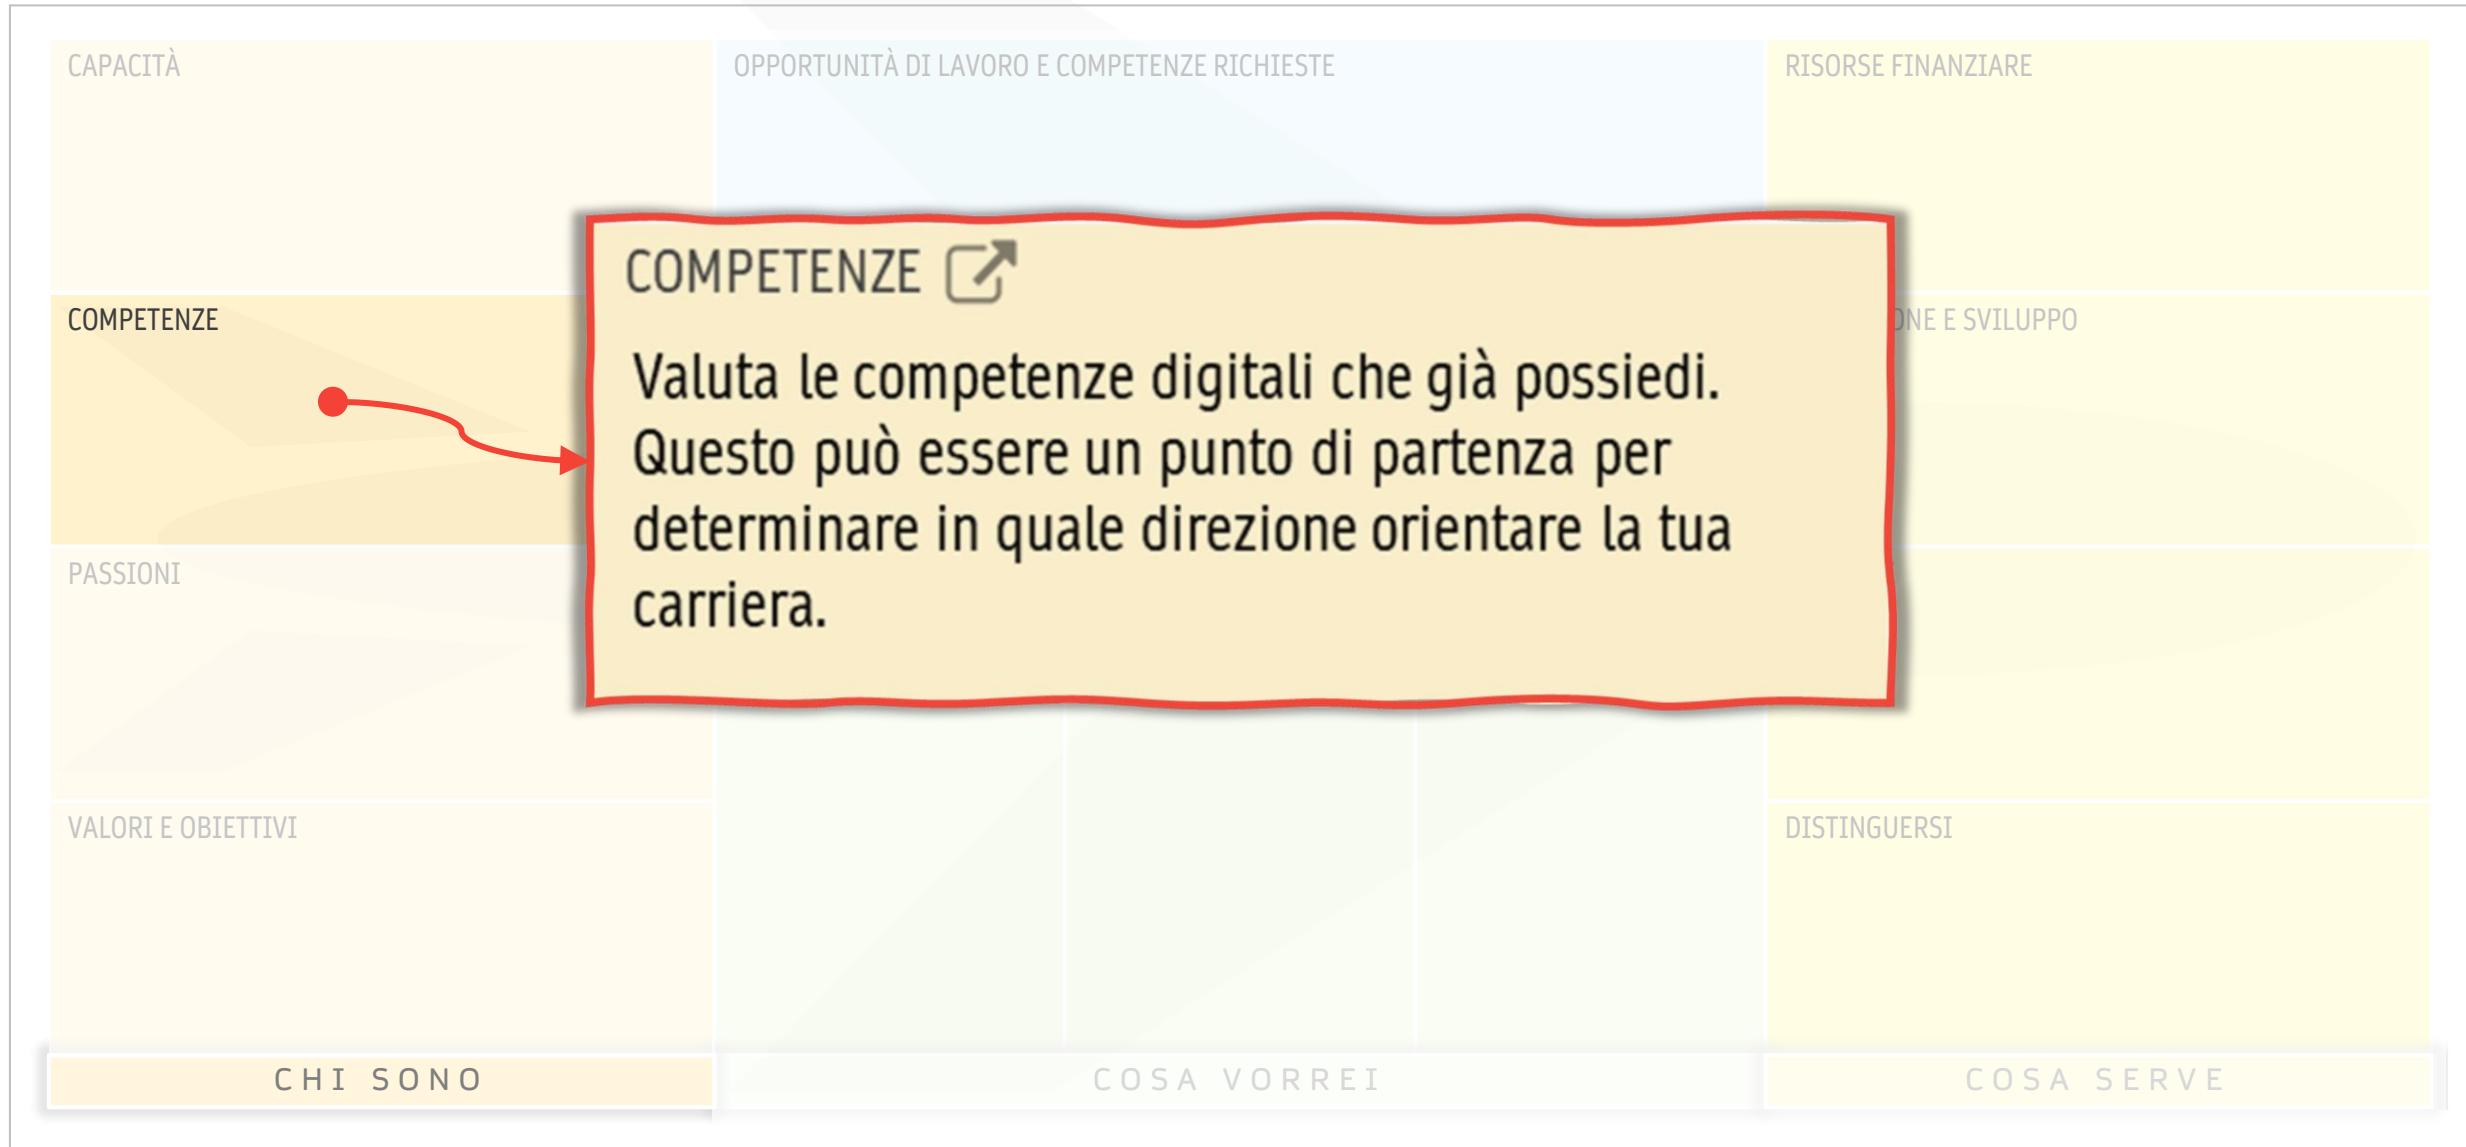 CAPACITÀ
OPPORTUNITÀ DI LAVORO E COMPETENZE RICHIESTE
RISORSE FINANZIARE
COMPETENZE
COMPETENZE
Valuta le competenze digitali che già possiedi.
Questo può essere un punto di partenza per
determinare in quale direzione orientare la tua
carriera.
E SVILUPPO
PASSIONI
VALORI E OBIETTIVI
DISTINGUERSI
CHI SONO
COSA VORREI
COSA SERVE